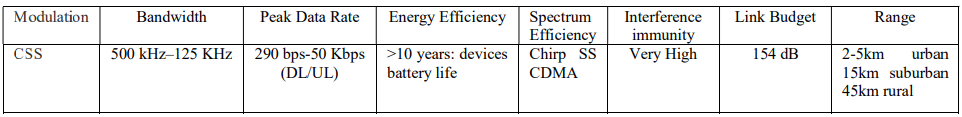 Modulation Bandwidth Peak Data Rate Energy Efficiency Spectrum Efficiency Interference immunity Link Budget Range
CSS 500 kHz–125 KHz 290 bps-50 Kbps (DL/UL) >10 years: devices battery life Chirp SS CDMA Very High 154 dB 2-5km urban 15km suburban 45km rural